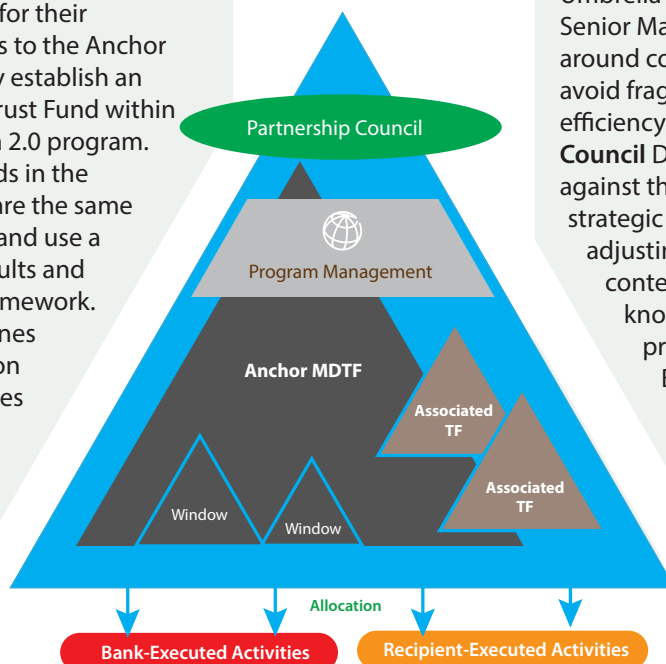 for their
s to the Anchor
y establish an
rust Fund within
2.0 program.
ds in the
are the same
and use a
ults and
mework.
nes
on
es
Partnership Council
Program Management
Anchor MDTF
Associated
TF
Associated
TF
Window
Window
Allocation
Bank-Executed Activities
Recipient-Executed Activities
Umbrella
Senior Ma
around co
avoid frag
efficiency
Council D
against th
strategic
adjustin
conte
kno
pr